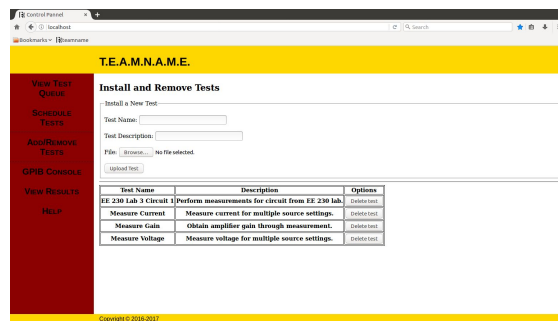 Control Pannel × +
localhost
Search
Bookmarks teamname
T.E.A.M.N.A.M.E.
View Test
Queue
Schedule
Tests
Add/Remove
Tests
GPIB Console
View Results
Help
Install and Remove Tests
Install a New Test
Test Name:
Test Description:
File: Browse... No file selected.
Upload Test
Test Name Description Options
EE 230 Lab 3 Circuit 1 Perform measurements for circuit from EE 230 lab. Delete test
Measure Current Measure current for multiple source settings. Delete test
Measure Gain Obtain amplifier gain through measurement. Delete test
Measure Voltage Measure voltage for multiple source settings. Delete test
Copyright © 2016-2017